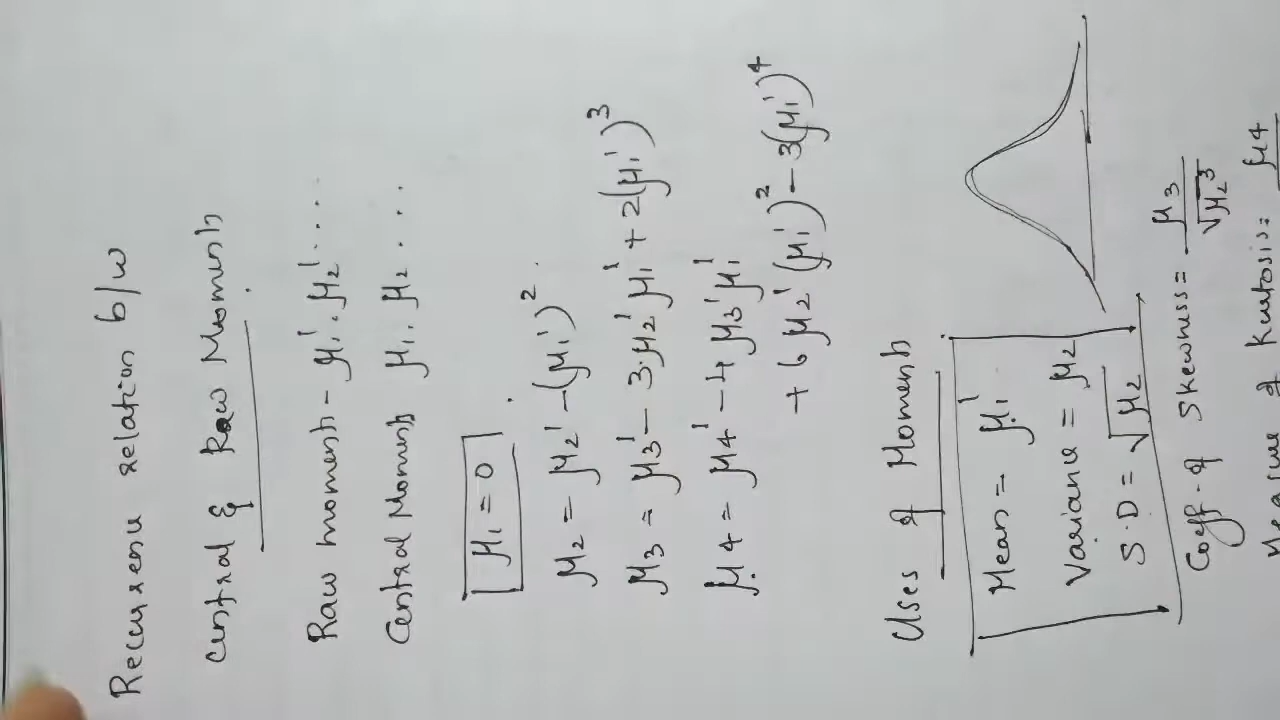 Recurrence relation b/w
central & Raw Moments
Raw moments - μ₁'. μ₂' ...
Central Moments μ₁. μ₂ ...
μ₁ = 0
μ₂ = μ₂' - (μ₁')².
μ₃ = μ₃' - 3μ₂'μ₁' + 2(μ₁')³
μ₄ = μ₄' - 4μ₃'μ₁'
+ 6μ₂'(μ₁')² - 3(μ₁')⁴
Uses of Moments
Mean = μ₁'
Variance = μ₂
S.D = √μ₂
Coeff. of Skewness = μ₃/√μ₂³
Measure of Kurtosis = μ₄